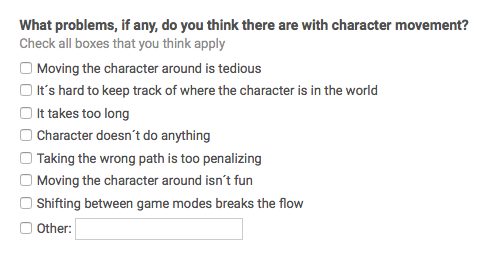 What problems, if any, do you think there are with character movement?
Check all boxes that you think apply
Moving the character around is tedious
It´s hard to keep track of where the character is in the world
It takes too long
Character doesn´t do anything
Taking the wrong path is too penalizing
Moving the character around isn´t fun
Shifting between game modes breaks the flow
Other: